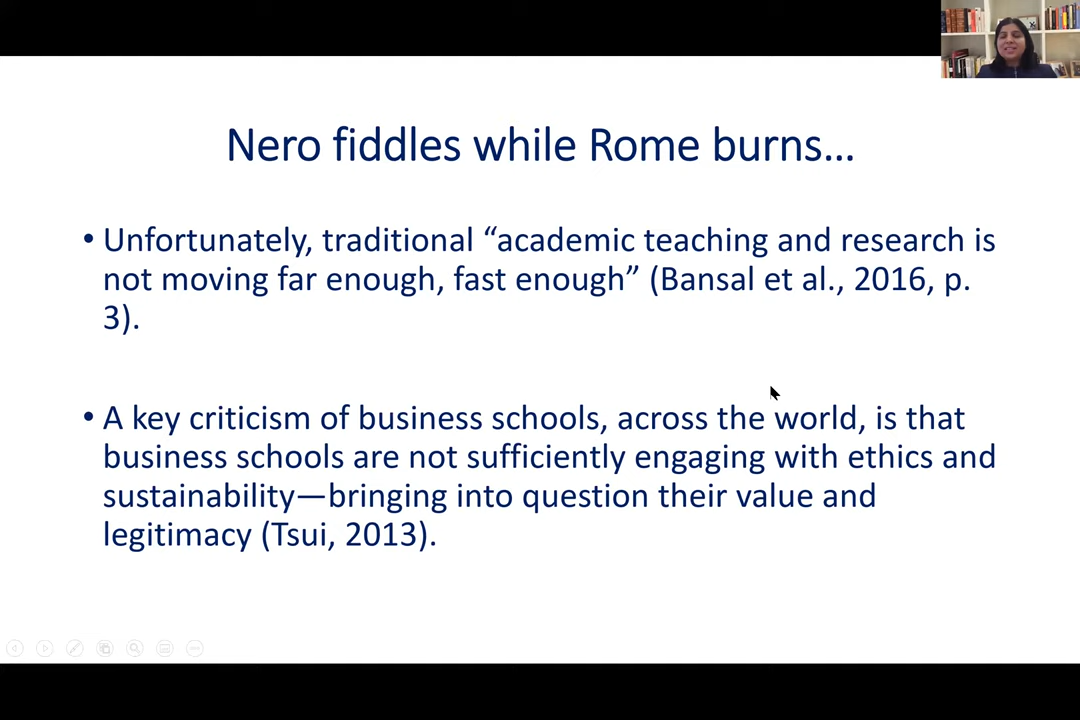 Nero fiddles while Rome burns…
• Unfortunately, traditional “academic teaching and research is
not moving far enough, fast enough” (Bansal et al., 2016, p.
3).
• A key criticism of business schools, across the world, is that
business schools are not sufficiently engaging with ethics and
sustainability—bringing into question their value and
legitimacy (Tsui, 2013).